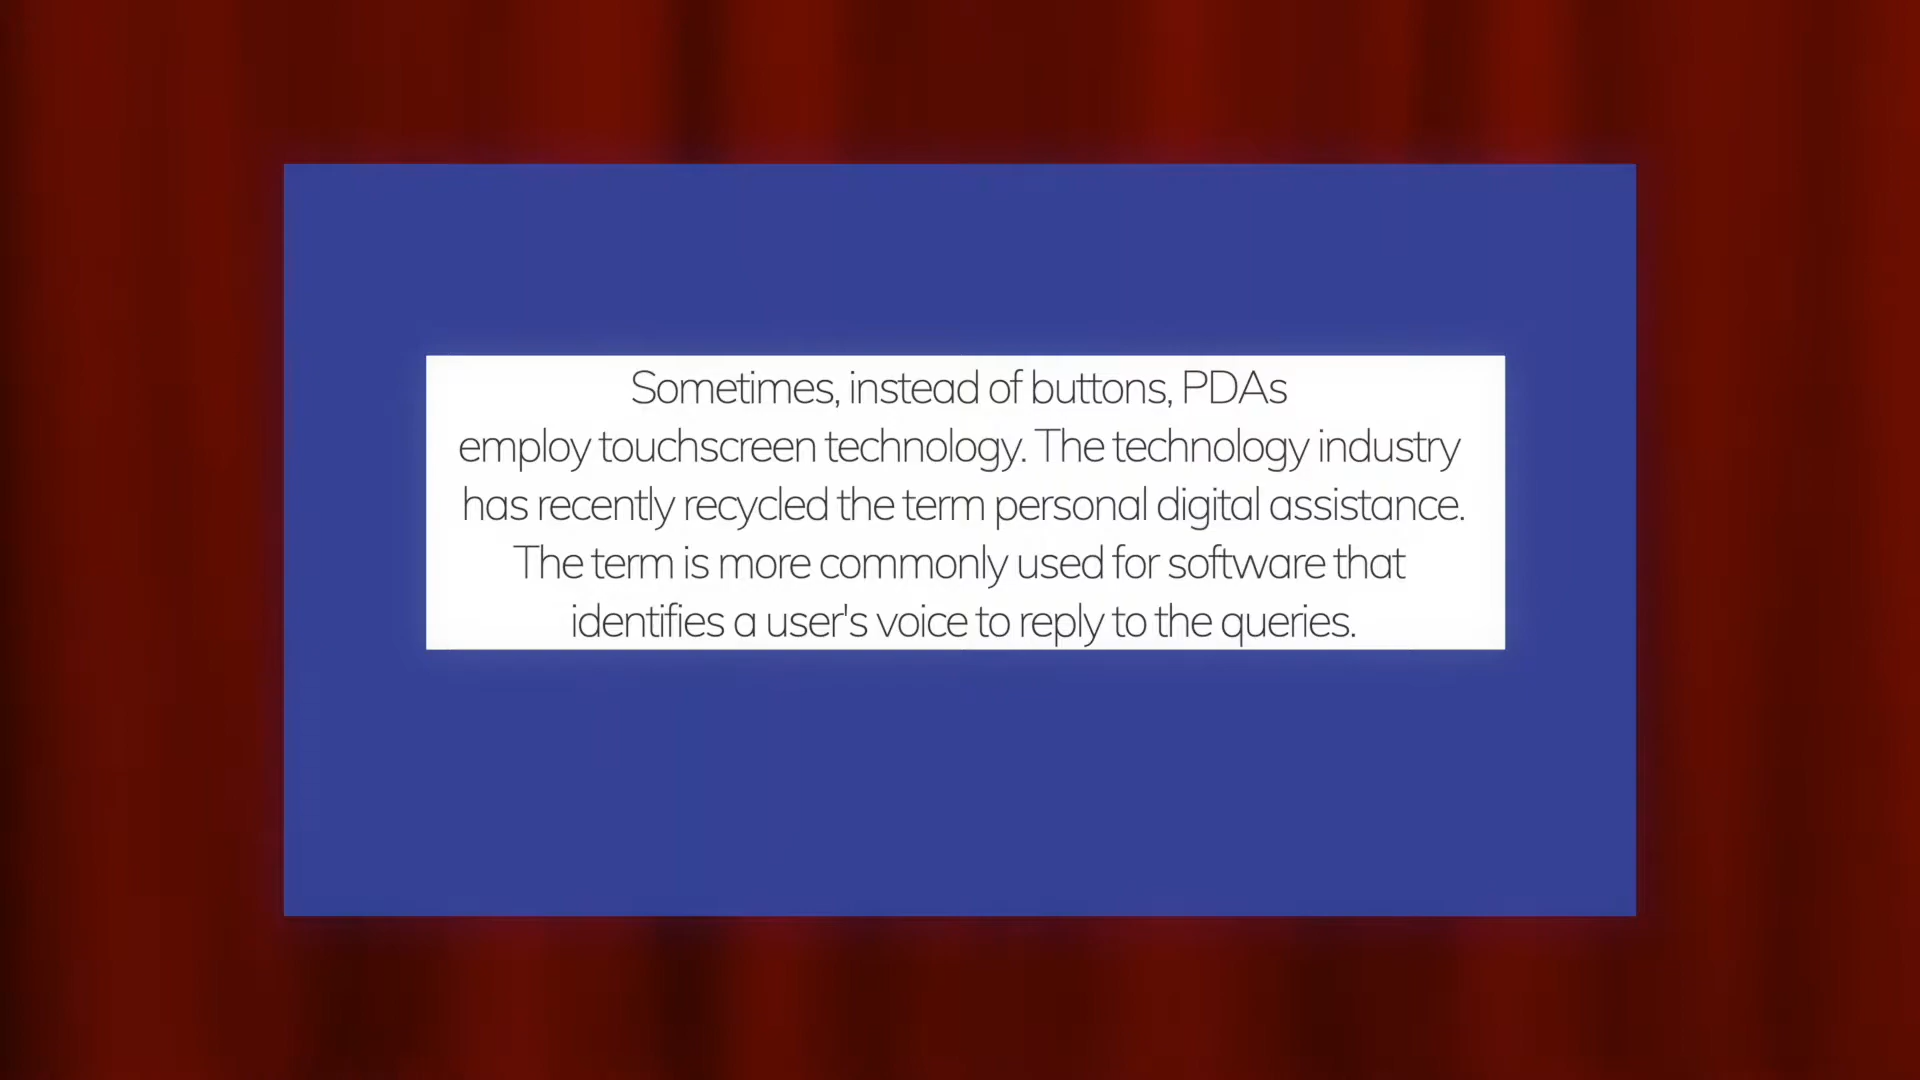 Sometimes, instead of buttons, PDAs
employ touchscreen technology. The technology industry
has recently recycled the term personal digital assistance.
The term is more commonly used for software that
identifies a user's voice to reply to the queries.